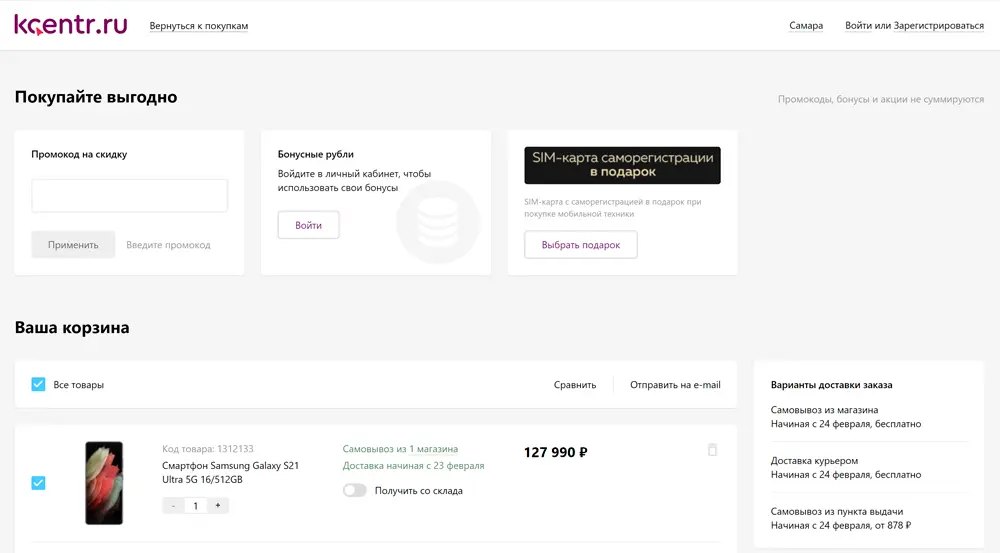 kcentr.ru
Вернуться к покупкам
Самара
Войти или Зарегистрироваться
Покупайте выгодно
Промокоды, бонусы и акции не суммируются
Промокод на скидку
Применить
Введите промокод
Бонусные рубли
Войдите в личный кабинет, чтобы
использовать свои бонусы
Войти
SIM-карта саморегистрации
в подарок
SIM-карта с саморегистрацией в подарок при
покупке мобильной техники
Выбрать подарок
Ваша корзина
Все товары
Сравнить
Отправить на e-mail
Код товара: 1312133
Смартфон Samsung Galaxy S21
Ultra 5G 16/512GB
- 1 +
Самовывоз из 1 магазина
Доставка начиная с 23 февраля
Получить со склада
127 990 ₽
Варианты доставки заказа
Самовывоз из магазина
Начиная с 24 февраля, бесплатно
Доставка курьером
Начиная с 24 февраля, бесплатно
Самовывоз из пункта выдачи
Начиная с 24 февраля, от 878 ₽